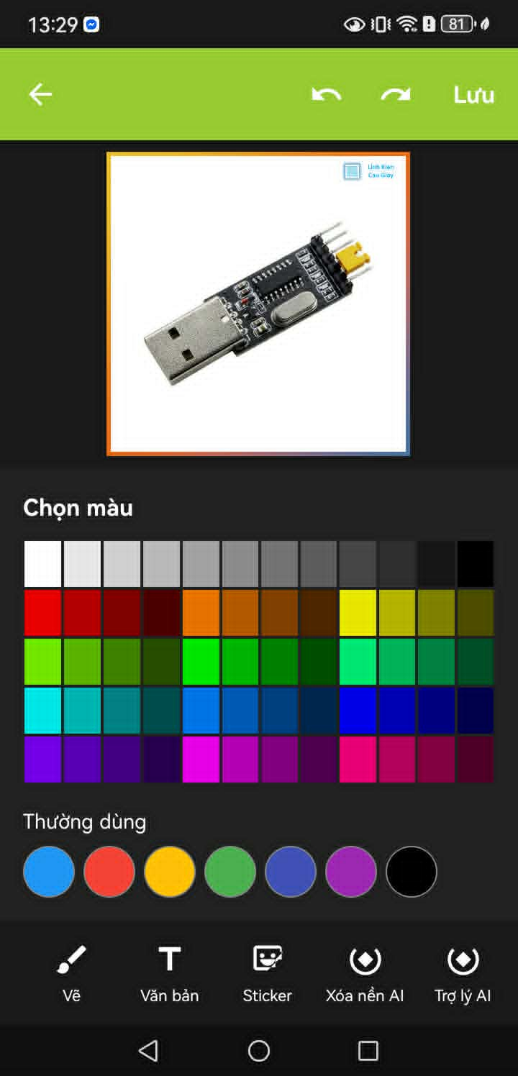 13:29
81
Lưu
Linh Kiện
Cầu Giấy
Chọn màu
Thường dùng
Vẽ
Văn bản
Sticker
Xóa nền AI
Trợ lý AI